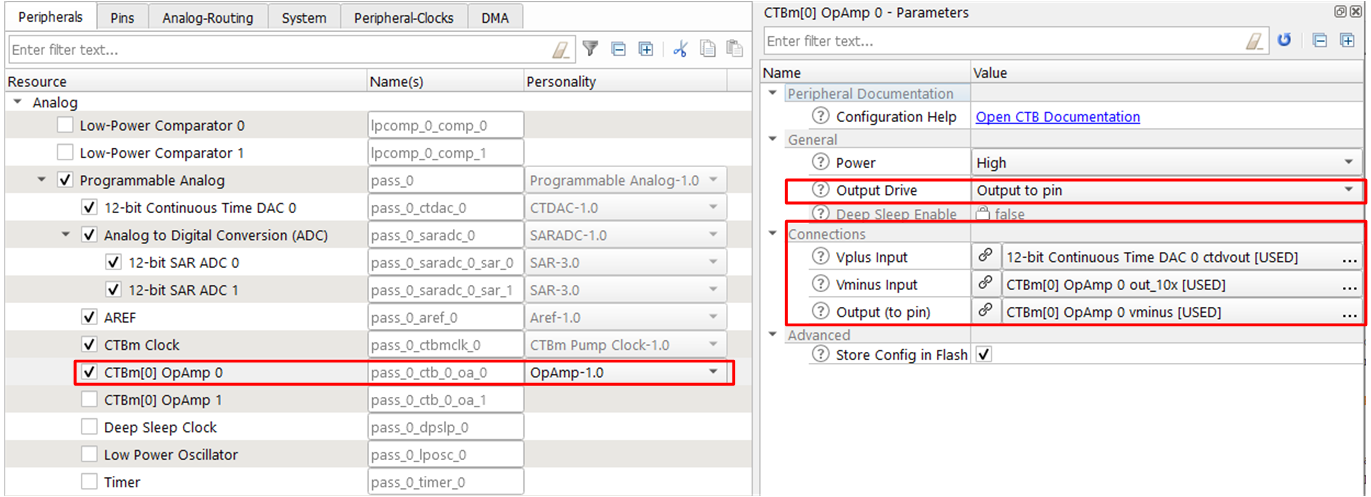 Peripherals Pins Analog-Routing System Peripheral-Clocks DMA
Enter filter text...
Resource Name(s) Personality
Analog
Low-Power Comparator 0 lpcomp_0_comp_0
Low-Power Comparator 1 lpcomp_0_comp_1
Programmable Analog pass_0 Programmable Analog-1.0
12-bit Continuous Time DAC 0 pass_0_ctdac_0 CTDAC-1.0
Analog to Digital Conversion (ADC) pass_0_saradc_0 SARADC-1.0
12-bit SAR ADC 0 pass_0_saradc_0_sar_0 SAR-3.0
12-bit SAR ADC 1 pass_0_saradc_0_sar_1 SAR-3.0
AREF pass_0_aref_0 Aref-1.0
CTBm Clock pass_0_ctbmclk_0 CTBm Pump Clock-1.0
CTBm[0] OpAmp 0 pass_0_ctb_0_oa_0 OpAmp-1.0
CTBm[0] OpAmp 1 pass_0_ctb_0_oa_1
Deep Sleep Clock pass_0_dpslp_0
Low Power Oscillator pass_0_lposc_0
Timer pass_0_timer_0
CTBm[0] OpAmp 0 - Parameters
Enter filter text...
Name Value
Peripheral Documentation
? Configuration Help Open CTB Documentation
General
? Power High
? Output Drive Output to pin
? Deep Sleep Enable false
Connections
? Vplus Input 12-bit Continuous Time DAC 0 ctdvout [USED] ...
? Vminus Input CTBm[0] OpAmp 0 out_10x [USED] ...
? Output (to pin) CTBm[0] OpAmp 0 vminus [USED] ...
Advanced
? Store Config in Flash